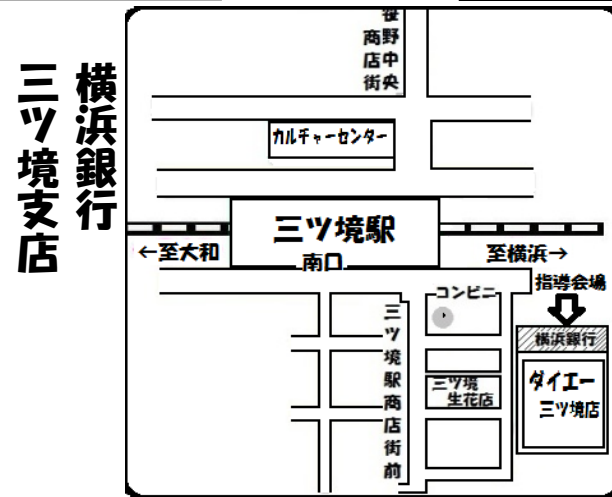 横浜銀行
三ツ境支店
笹野中央
商店街
カルチャーセンター
三ツ境駅
南口
←至大和
至横浜→
指導会場
コンビニ
横浜銀行
ダイエー
三ツ境店
三ツ境
生花店
三ツ境駅商店街前